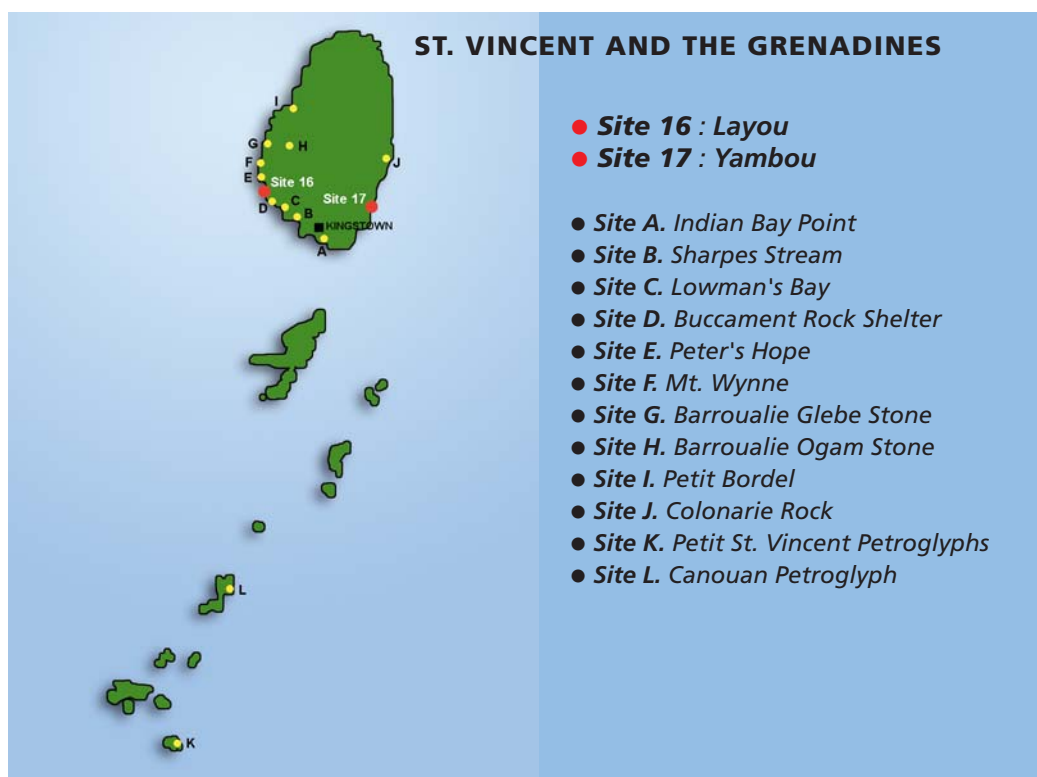 ST. VINCENT AND THE GRENADINES
I
G
H
F
J
E
Site 16
D
C
Site 17
B
KINGSTOWN
A
L
K
● Site 16 : Layou
● Site 17 : Yambou
● Site A. Indian Bay Point
● Site B. Sharpes Stream
● Site C. Lowman's Bay
● Site D. Buccament Rock Shelter
● Site E. Peter's Hope
● Site F. Mt. Wynne
● Site G. Barroualie Glebe Stone
● Site H. Barroualie Ogam Stone
● Site I. Petit Bordel
● Site J. Colonarie Rock
● Site K. Petit St. Vincent Petroglyphs
● Site L. Canouan Petroglyph